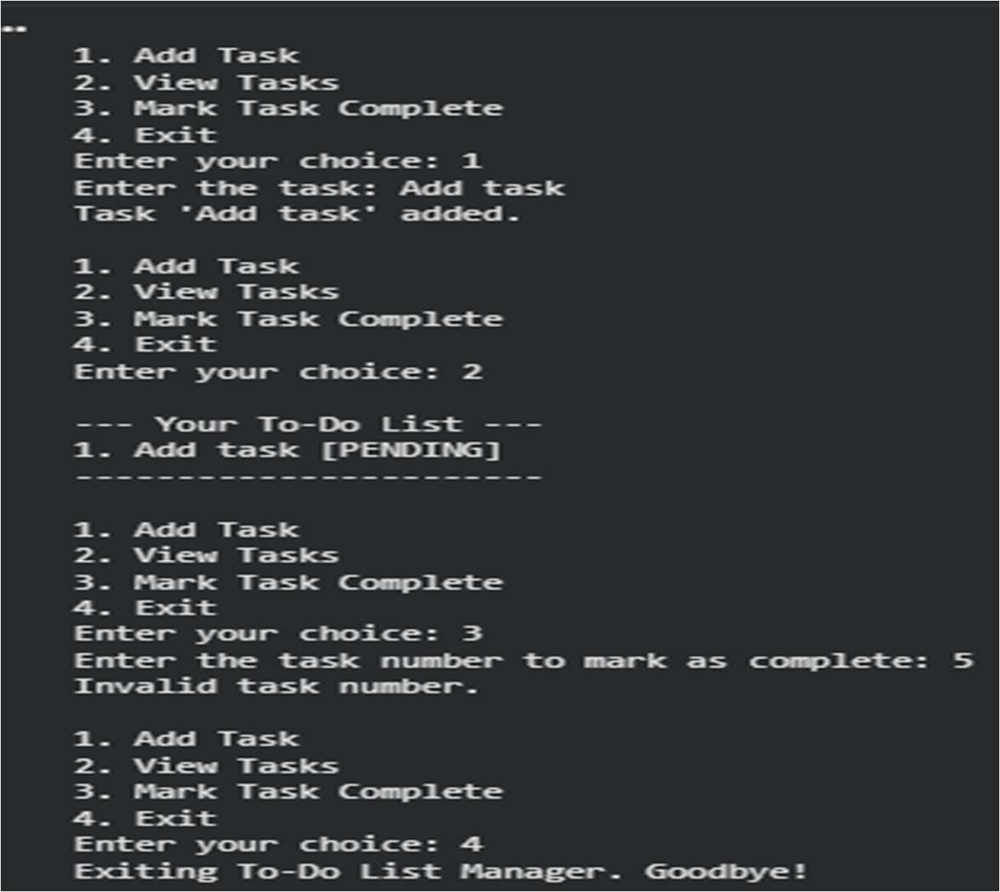 1. Add Task
2. View Tasks
3. Mark Task Complete
4. Exit
Enter your choice: 1
Enter the task: Add task
Task 'Add task' added.
1. Add Task
2. View Tasks
3. Mark Task Complete
4. Exit
Enter your choice: 2
--- Your To-Do List ---
1. Add task [PENDING]
-----------------------
1. Add Task
2. View Tasks
3. Mark Task Complete
4. Exit
Enter your choice: 3
Enter the task number to mark as complete: 5
Invalid task number.
1. Add Task
2. View Tasks
3. Mark Task Complete
4. Exit
Enter your choice: 4
Exiting To-Do List Manager. Goodbye!